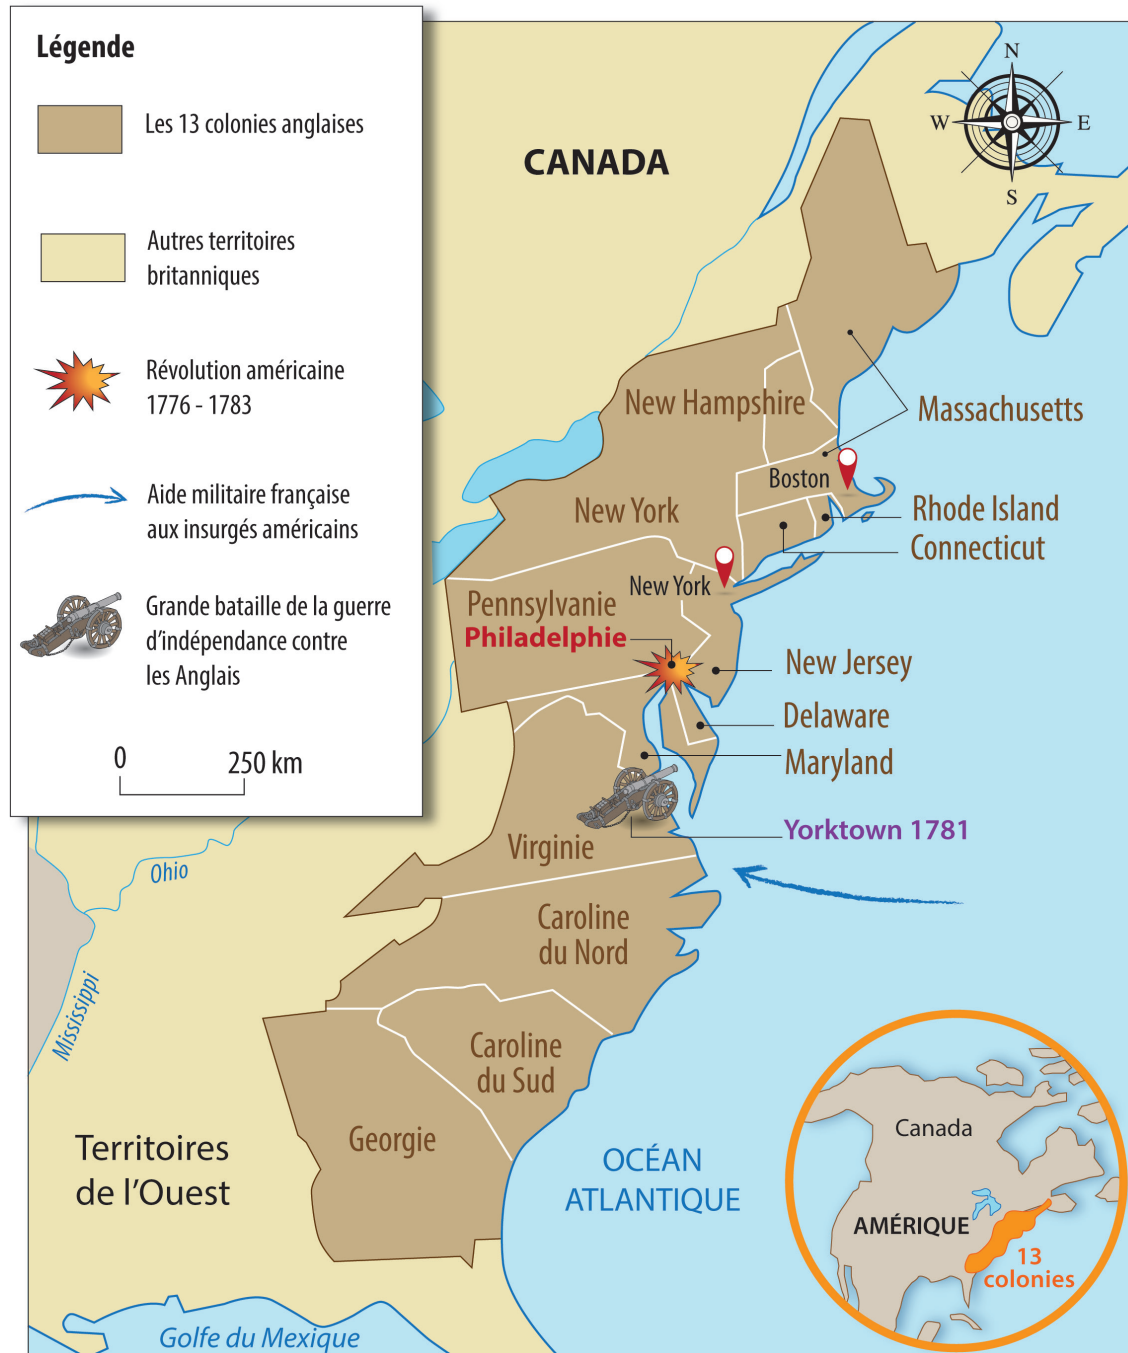 Légende
Les 13 colonies anglaises
Autres territoires
britanniques
Révolution américaine
1776 - 1783
Aide militaire française
aux insurgés américains
Grande bataille de la guerre
d'indépendance contre
les Anglais
0
250 km
N
W
E
S
CANADA
New Hampshire
Massachusetts
Boston
New York
Rhode Island
Connecticut
New York
Pennsylvanie
Philadelphie
New Jersey
Delaware
Maryland
Yorktown 1781
Virginie
Ohio
Caroline
du Nord
Mississippi
Caroline
du Sud
Georgie
Territoires
de l'Ouest
OCÉAN
ATLANTIQUE
Golfe du Mexique
Canada
AMÉRIQUE
13
colonies